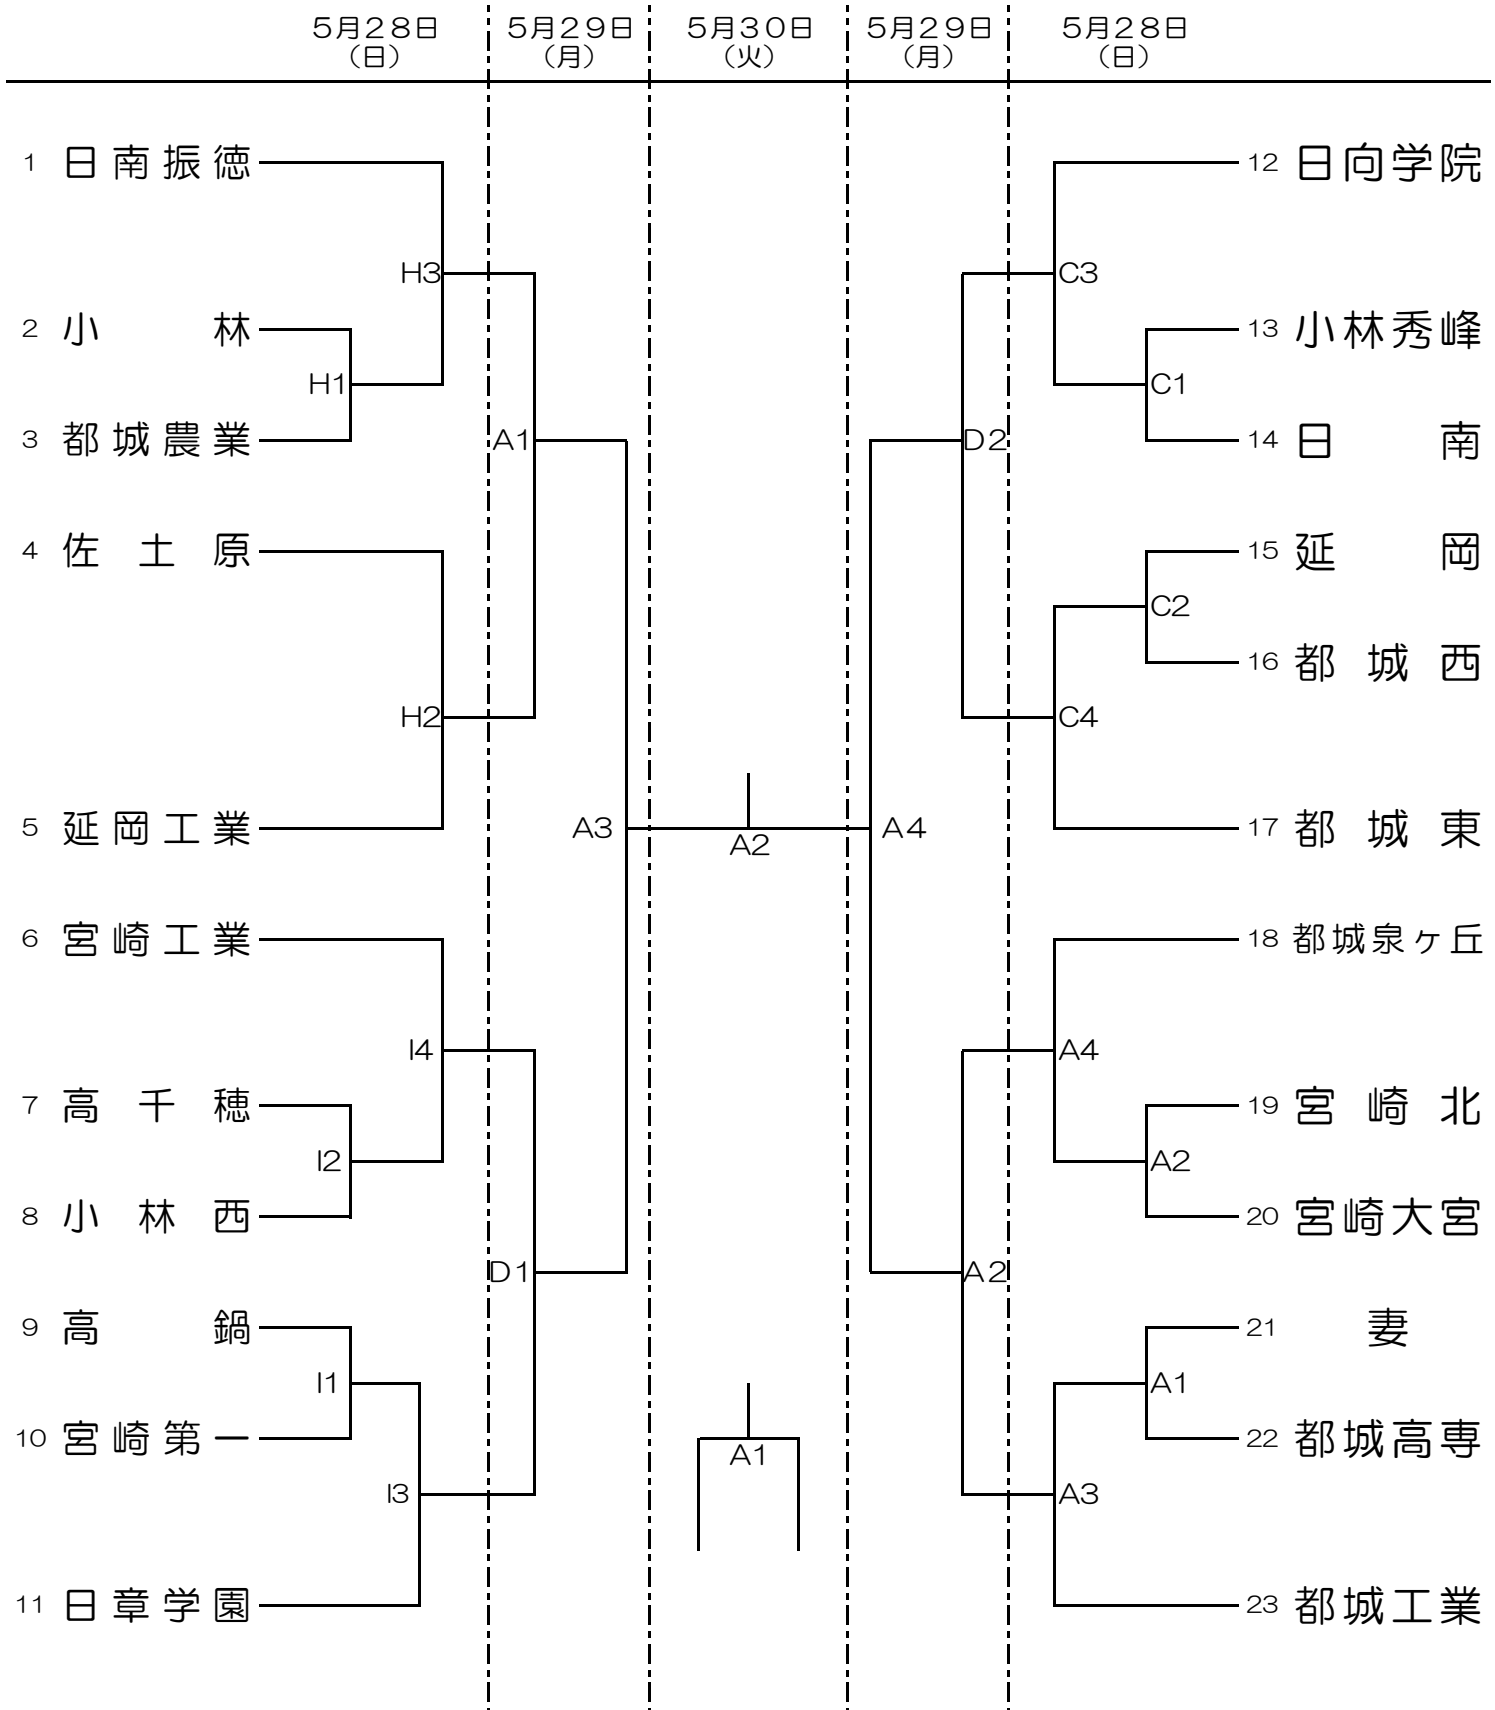 5月28日 5月29日 5月30日 5月29日 5月28日
(日) (月) (火) (月) (日)
1 日南振徳 12 日向学院
H3 C3
2 小林 13 小林秀峰
H1 C1
3 都城農業 A1 D2 14 日南
4 佐土原 15 延岡
C2
16 都城西
H2 C4
5 延岡工業 A3 A4 17 都城東
A2
6 宮崎工業 18 都城泉ヶ丘
I4 A4
7 高千穂 19 宮崎北
I2 A2
8 小林西 20 宮崎大宮
D1 A2
9 高鍋 21 妻
I1 A1
10 宮崎第一 22 都城高専
A1
I3 A3
11 日章学園 23 都城工業